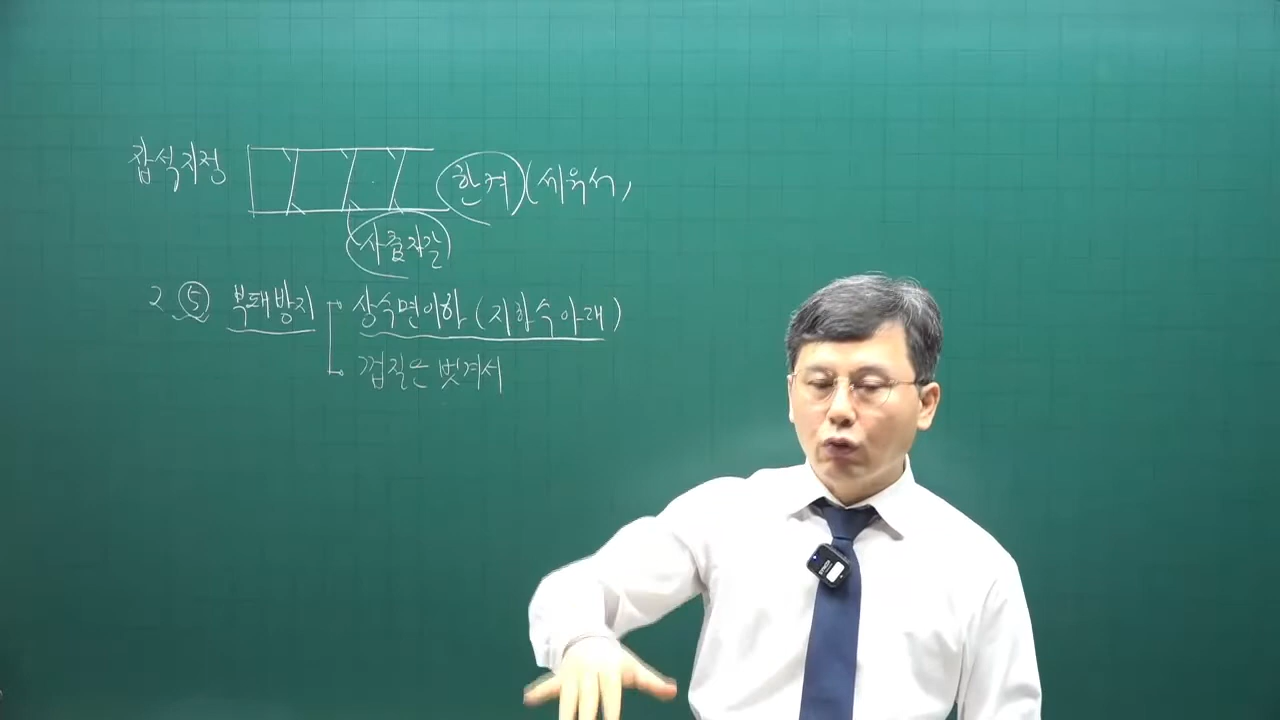 잡석지정 한켜 (세워서,
사춤자갈
2 ⑤ 부패방지 상수면이하 (지하수 아래)
껍질은 벗겨서